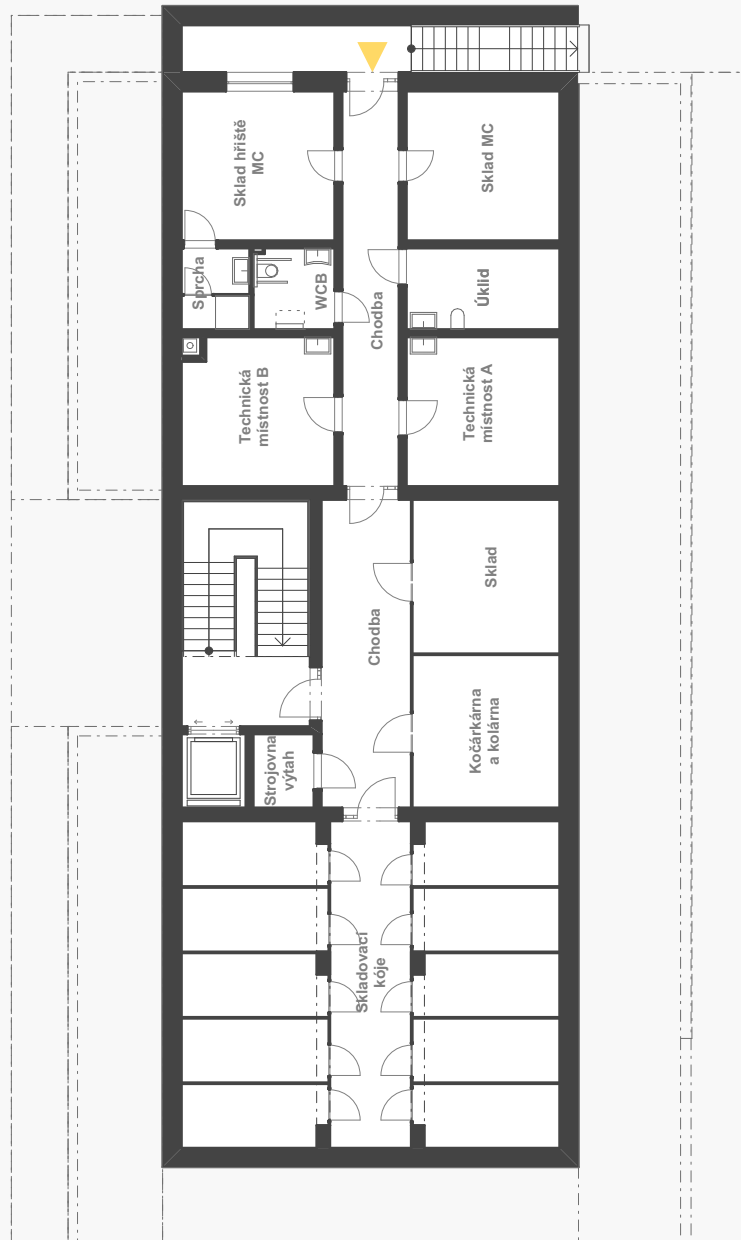 Sklad hřiště
MC
Sklad MC
Sprcha
WCB
Chodba
Úklid
Technická
místnost B
Technická
místnost A
Chodba
Sklad
Kočárkárna
a kolárna
Strojovna
výtah
Skladovací
kóje